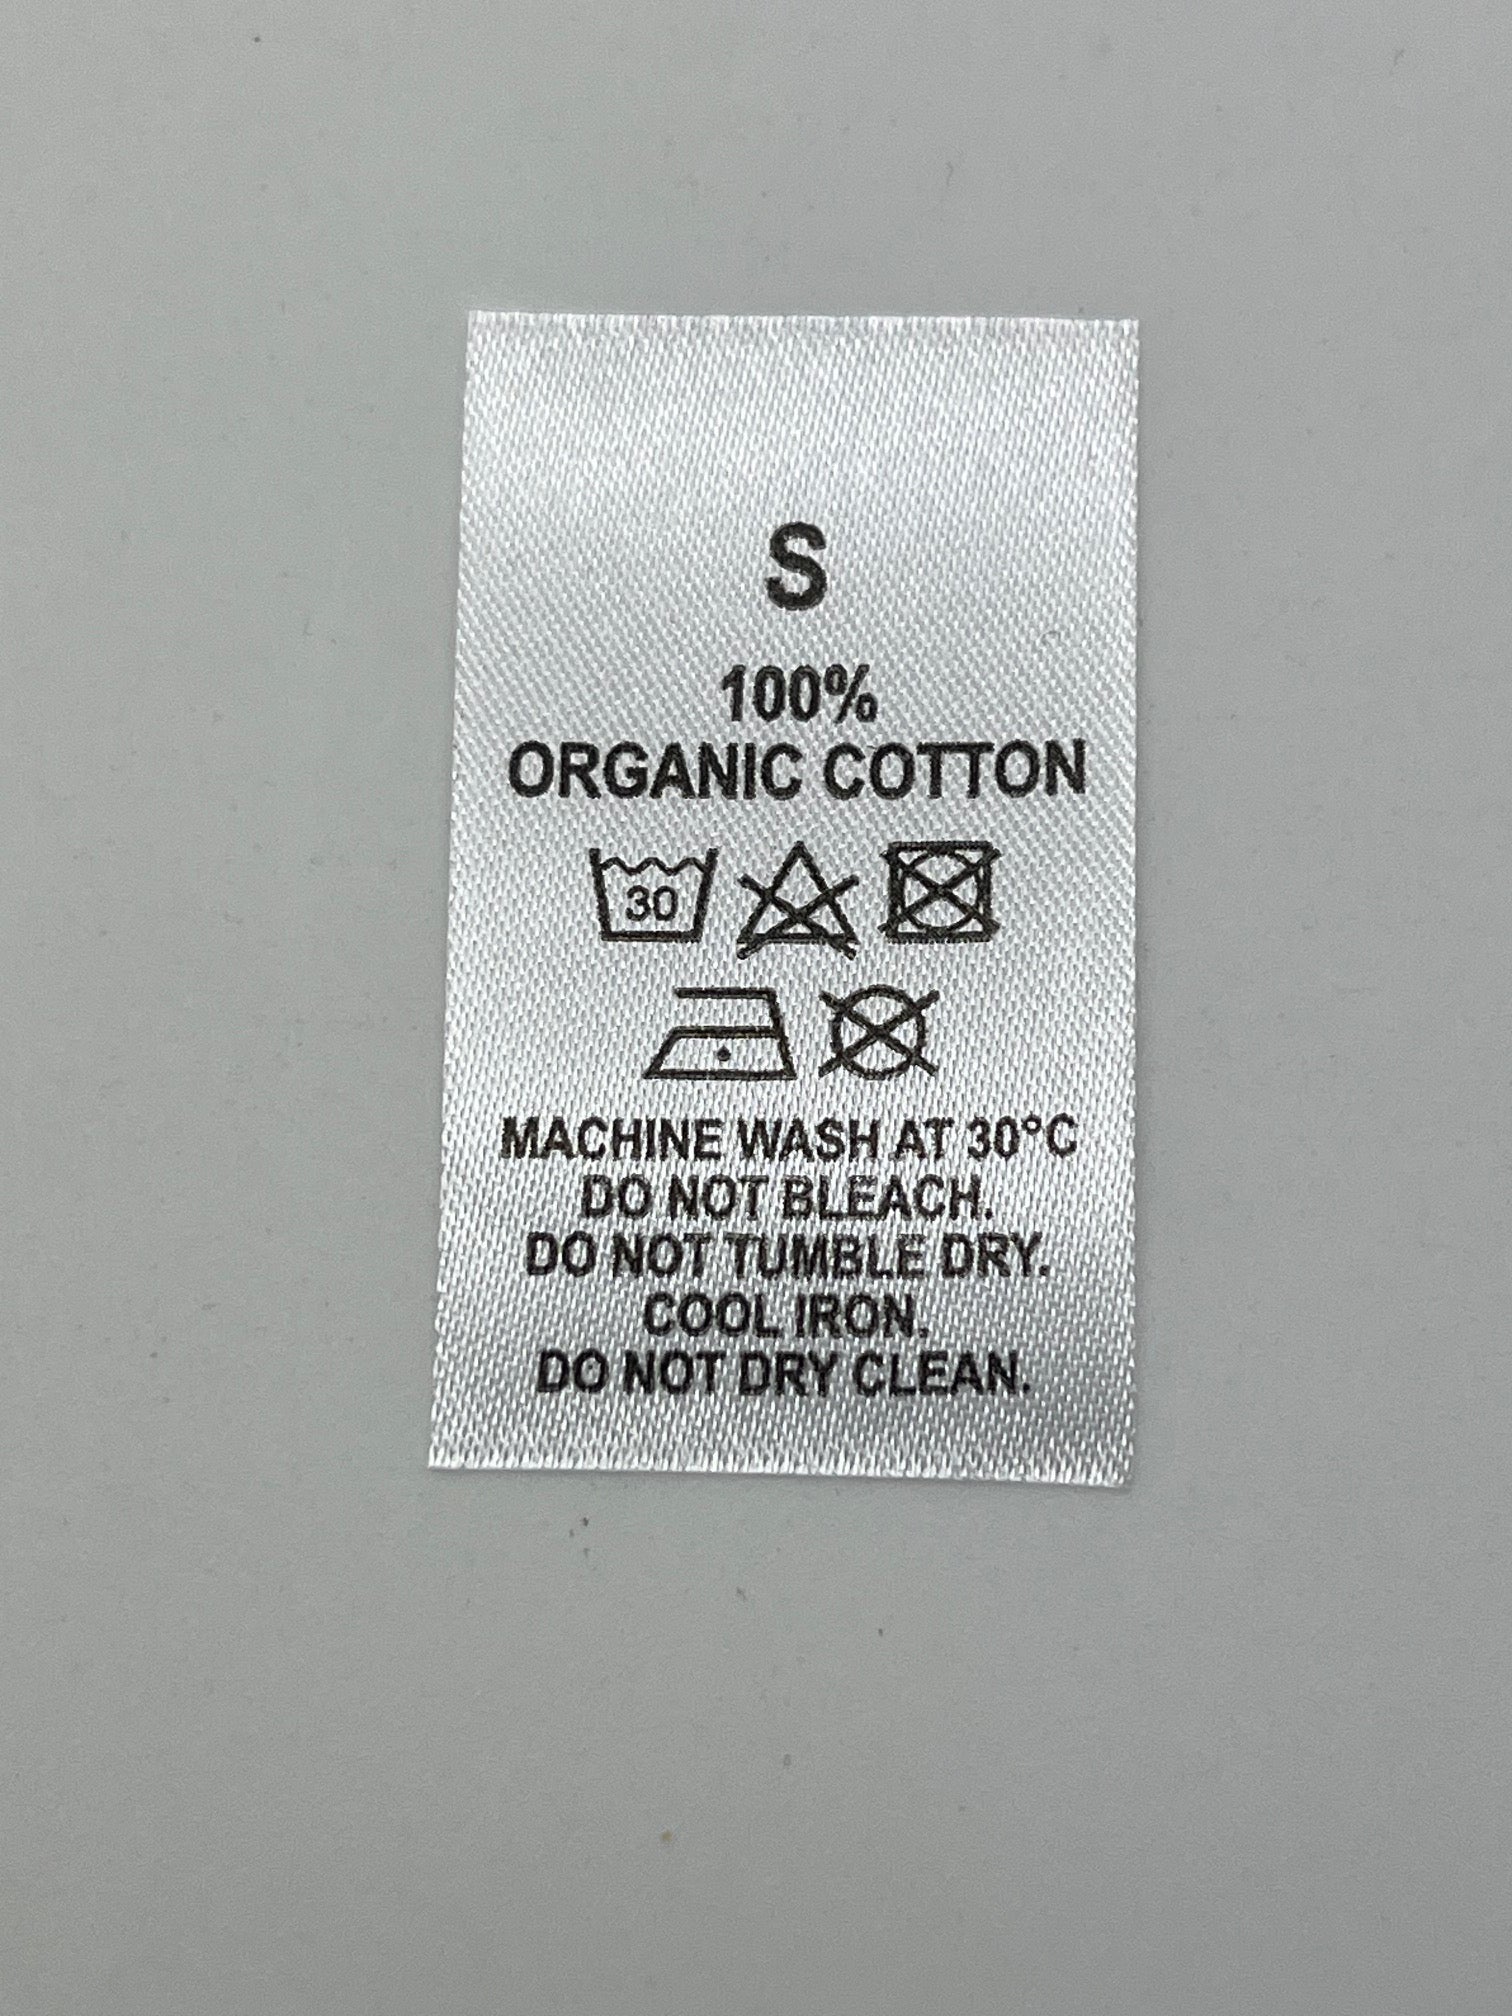 S
100%
ORGANIC COTTON
30
MACHINE WASH AT 30°C
DO NOT BLEACH.
DO NOT TUMBLE DRY.
COOL IRON.
DO NOT DRY CLEAN.